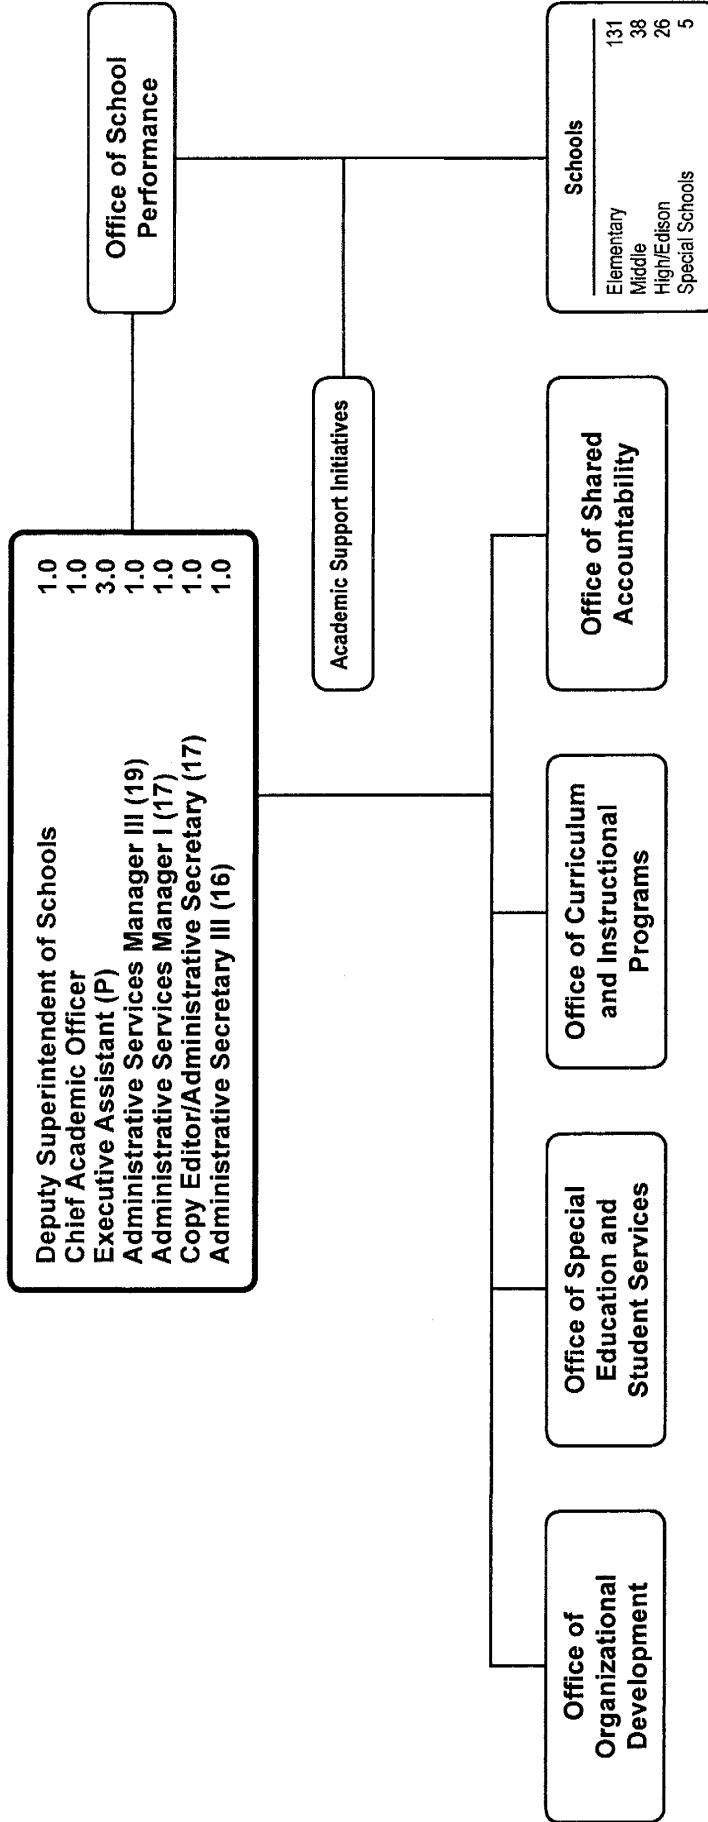 Deputy Superintendent of Schools 1.0
Chief Academic Officer 1.0
Executive Assistant (P) 3.0
Administrative Services Manager III (19) 1.0
Administrative Services Manager I (17) 1.0
Copy Editor/Administrative Secretary (17) 1.0
Administrative Secretary III (16) 1.0
Office of School
Performance
Academic Support Initiatives
Office of
Organizational
Development
Office of Special
Education and
Student Services
Office of Curriculum
and Instructional
Programs
Office of Shared
Accountability
Schools
Elementary 131
Middle 38
High/Edison 26
Special Schools 5